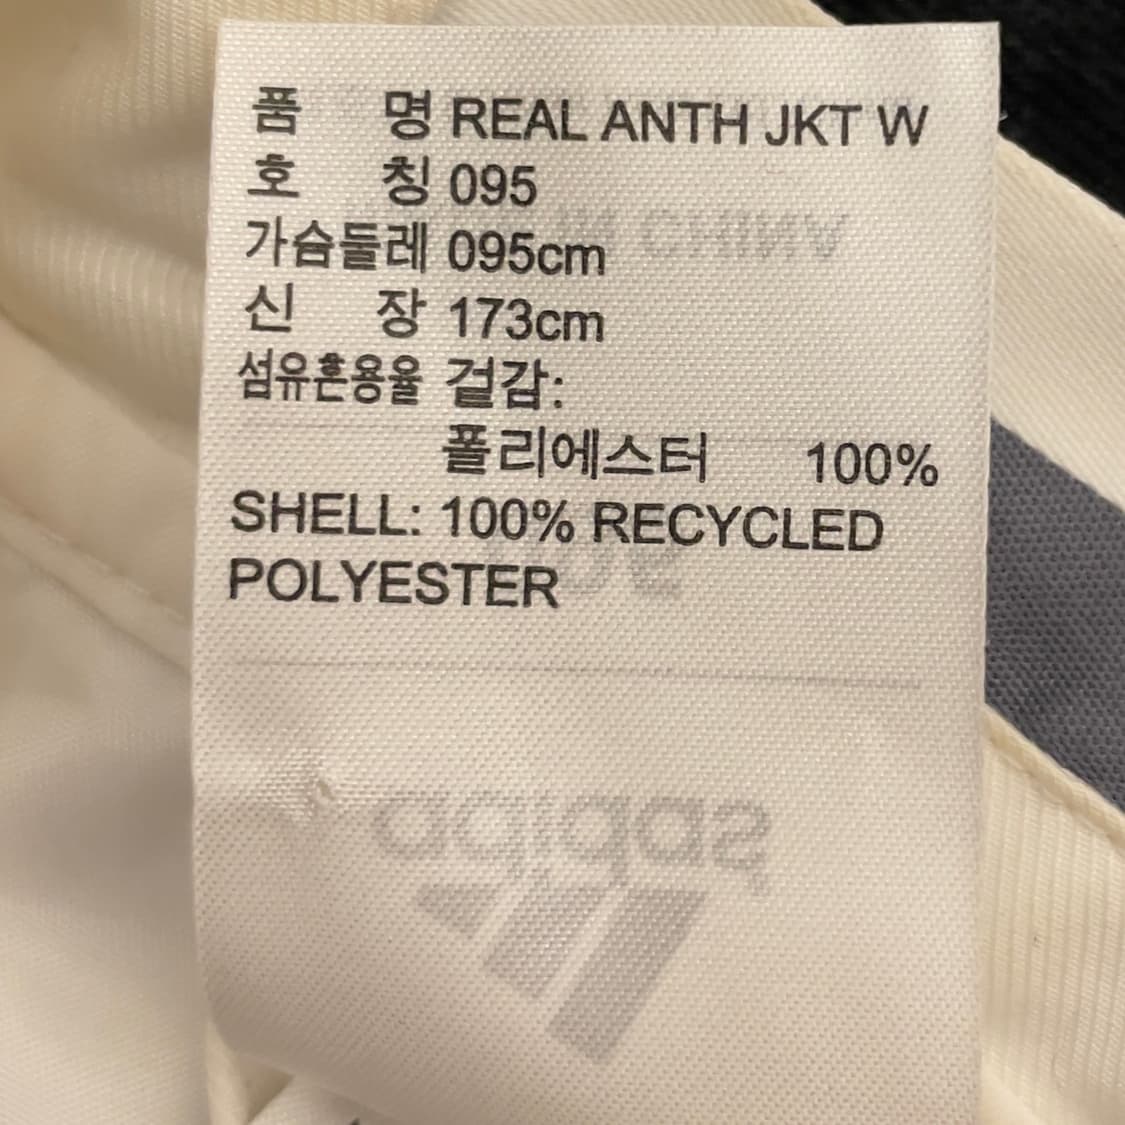 품 명 REAL ANTH JKT W
호 칭 095
가슴둘레 095cm
신 장 173cm
섬유혼용율 겉감:
폴리에스터 100%
SHELL: 100% RECYCLED
POLYESTER
adidas